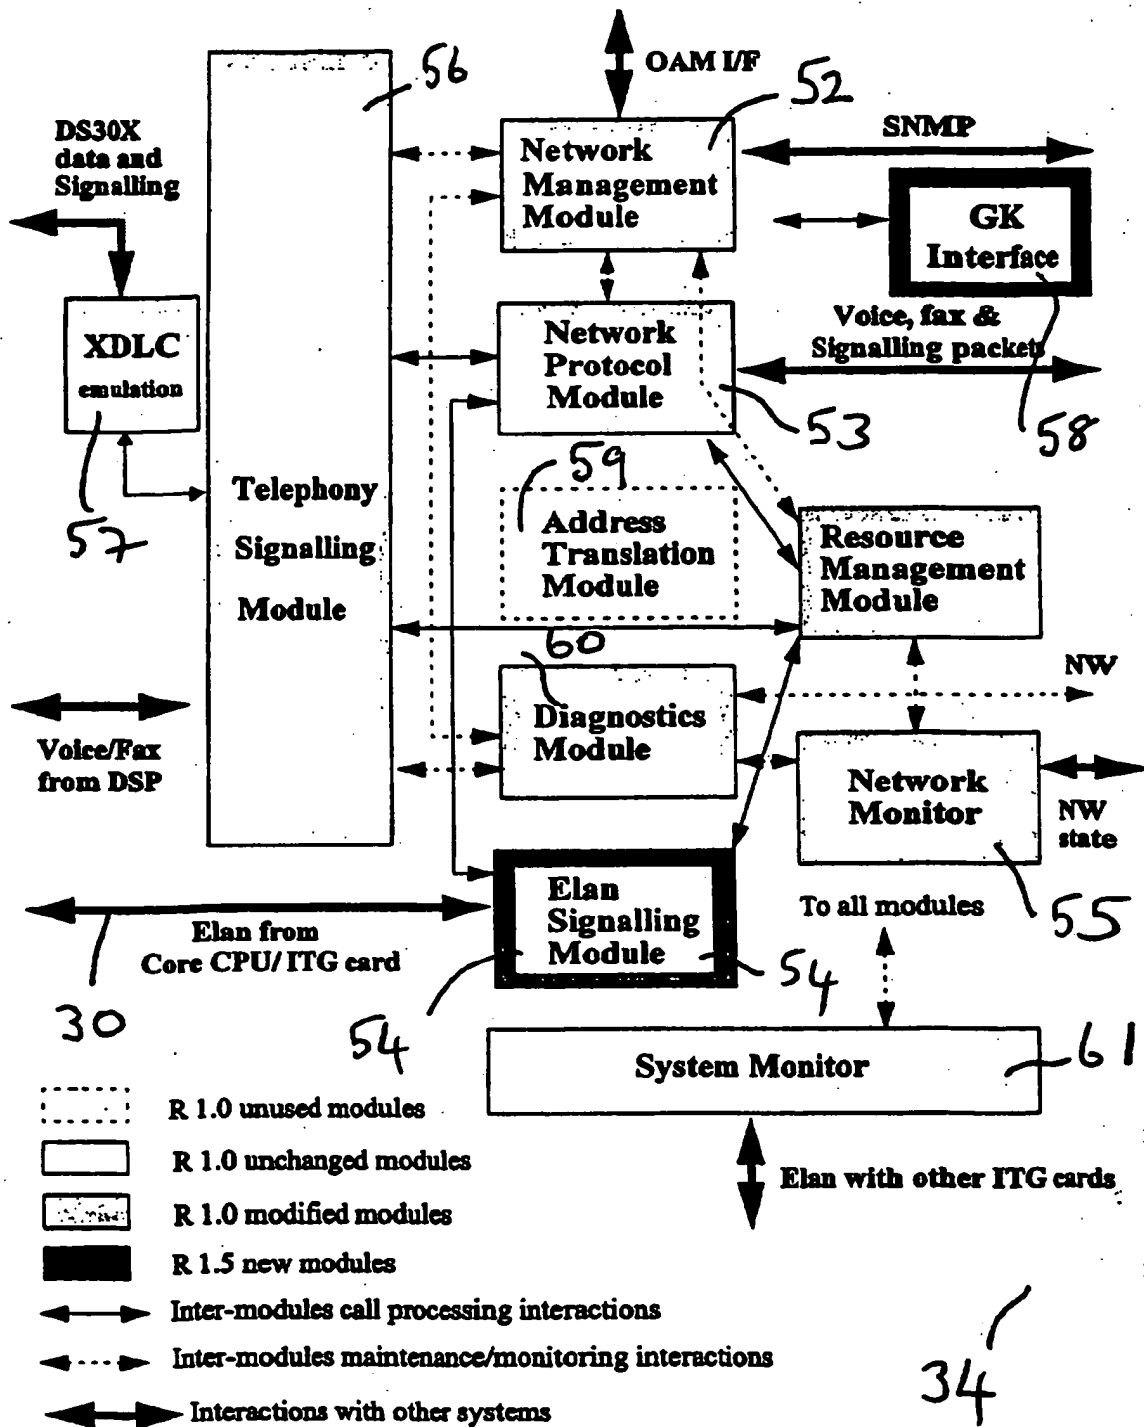 56
OAM I/F
52
DS30X
data and
Signalling
SNMP
Network
Management
Module
GK
Interface
XDLC
emulation
Network
Protocol
Module
Voice, fax &
Signalling packets
53
58
59
57
Telephony
Signalling
Module
Address
Translation
Module
Resource
Management
Module
60
NW
Voice/Fax
from DSP
Diagnostics
Module
Network
Monitor
NW
state
Elan
Signalling
Module
To all modules
55
Elan from
Core CPU/ ITG card
54
30
54
System Monitor
61
R 1.0 unused modules
R 1.0 unchanged modules
Elan with other ITG cards
R 1.0 modified modules
R 1.5 new modules
Inter-modules call processing interactions
Inter-modules maintenance/monitoring interactions
34
Interactions with other systems